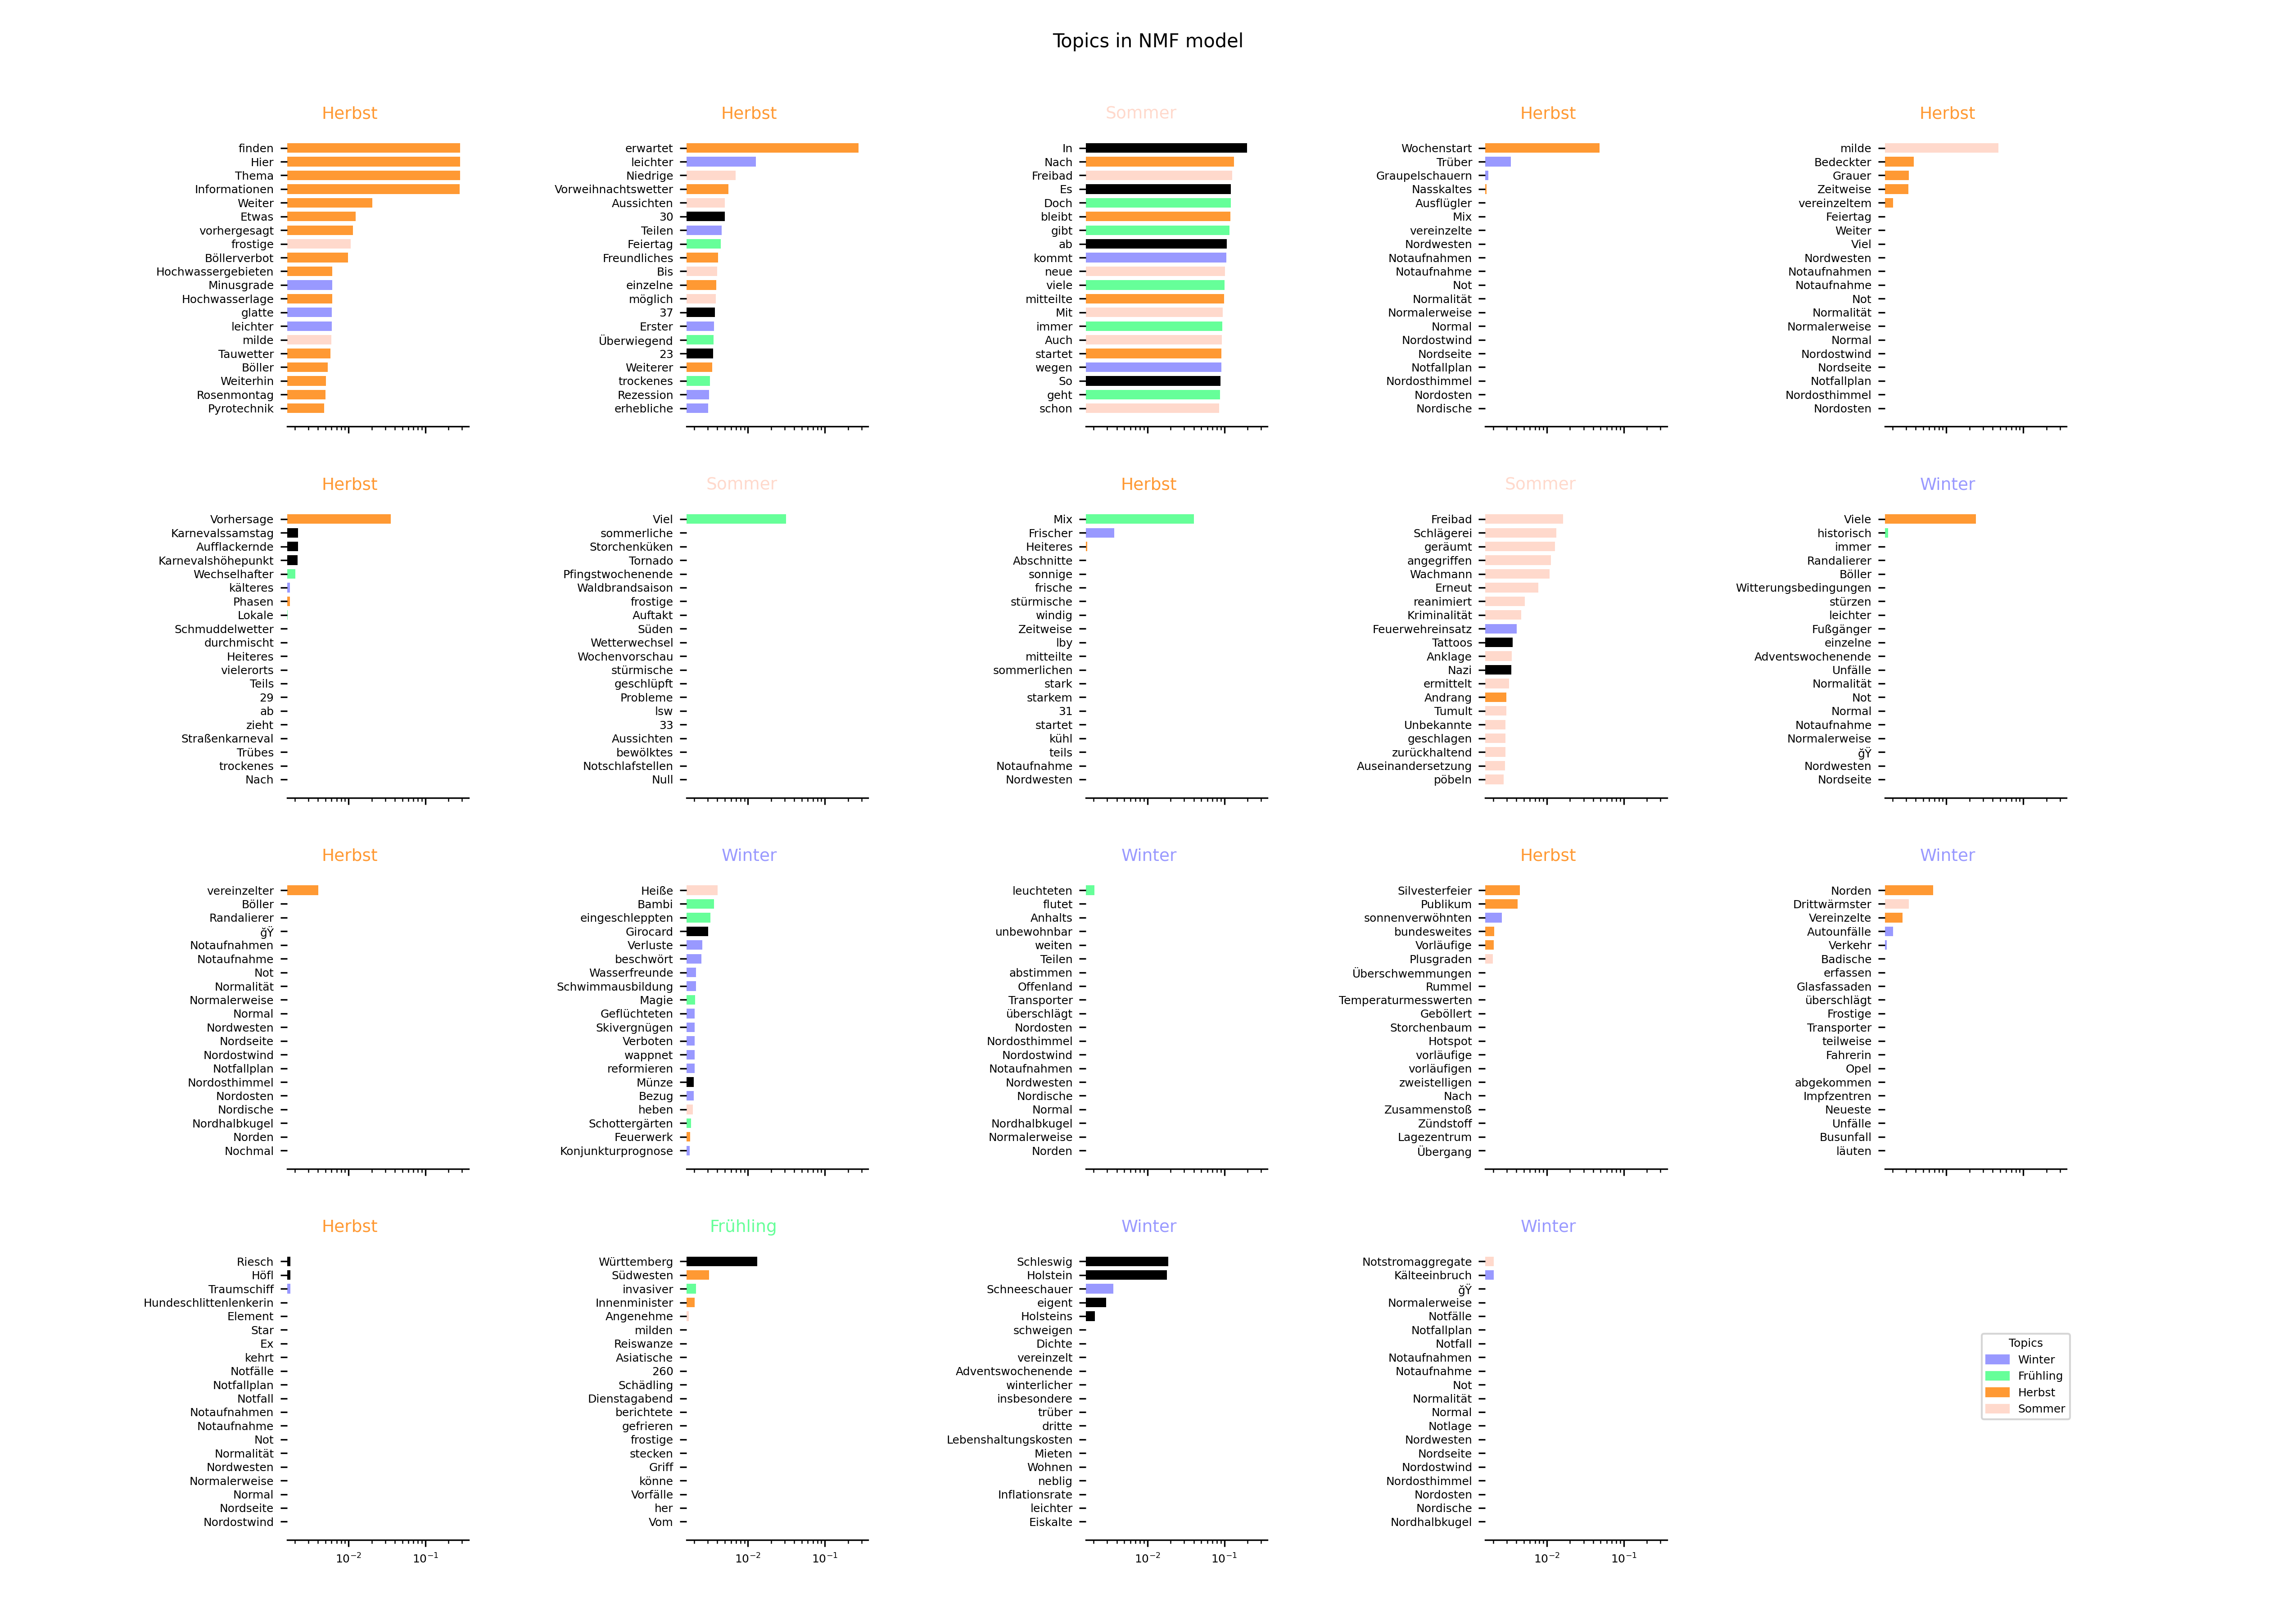 Topics in NMF model
Herbst
finden
Hier
Thema
Informationen
Weiter
Etwas
vorhergesagt
frostige
Böllerverbot
Hochwassergebieten
Minusgrade
Hochwasserlage
glatte
leichter
milde
Tauwetter
Böller
Weiterhin
Rosenmontag
Pyrotechnik
Herbst
erwartet
leichter
Niedrige
Vorweihnachtswetter
Aussichten
30
Teilen
Feiertag
Freundliches
Bis
einzelne
möglich
37
Erster
Überwiegend
23
Weiterer
trockenes
Rezession
erhebliche
Sommer
In
Nach
Freibad
Es
Doch
bleibt
gibt
ab
kommt
neue
viele
mitteilte
Mit
immer
Auch
startet
wegen
So
geht
schon
Herbst
Wochenstart
Trüber
Graupelschauern
Nasskaltes
Ausflügler
Mix
vereinzelte
Nordwesten
Notaufnahmen
Notaufnahme
Not
Normalität
Normalerweise
Normal
Nordostwind
Nordseite
Notfallplan
Nordosthimmel
Nordosten
Nordische
Herbst
milde
Bedeckter
Grauer
Zeitweise
vereinzeltem
Feiertag
Weiter
Viel
Nordwesten
Notaufnahmen
Notaufnahme
Not
Normalität
Normalerweise
Normal
Nordostwind
Nordseite
Notfallplan
Nordosthimmel
Nordosten
Herbst
Vorhersage
Karnevalssamstag
Aufflackernde
Karnevalshöhepunkt
Wechselhafter
kälteres
Phasen
Lokale
Schmuddelwetter
durchmischt
Heiteres
vielerorts
Teils
29
ab
zieht
Straßenkarneval
Trübes
trockenes
Nach
Sommer
Viel
sommerliche
Storchenküken
Tornado
Pfingstwochenende
Waldbrandsaison
frostige
Auftakt
Süden
Wetterwechsel
Wochenvorschau
stürmische
geschlüpft
Probleme
lsw
33
Aussichten
bewölktes
Notschlafstellen
Null
Herbst
Mix
Frischer
Heiteres
Abschnitte
sonnige
frische
stürmische
windig
Zeitweise
lby
mitteilte
sommerlichen
stark
starkem
31
startet
kühl
teils
Notaufnahme
Nordwesten
Sommer
Freibad
Schlägerei
geräumt
angegriffen
Wachmann
Erneut
reanimiert
Kriminalität
Feuerwehreinsatz
Tattoos
Anklage
Nazi
ermittelt
Andrang
Tumult
Unbekannte
geschlagen
zurückhaltend
Auseinandersetzung
pöbeln
Winter
Viele
historisch
immer
Randalierer
Böller
Witterungsbedingungen
stürzen
leichter
Fußgänger
einzelne
Adventswochenende
Unfälle
Normalität
Not
Normal
Notaufnahme
Normalerweise
ğŸ
Nordwesten
Nordseite
Herbst
vereinzelter
Böller
Randalierer
ğŸ
Notaufnahmen
Notaufnahme
Not
Normalität
Normalerweise
Normal
Nordwesten
Nordseite
Nordostwind
Notfallplan
Nordosthimmel
Nordosten
Nordische
Nordhalbkugel
Norden
Nochmal
Winter
Heiße
Bambi
eingeschleppten
Girocard
Verluste
beschwört
Wasserfreunde
Schwimmausbildung
Magie
Geflüchteten
Skivergnügen
Verboten
wappnet
reformieren
Münze
Bezug
heben
Schottergärten
Feuerwerk
Konjunkturprognose
Winter
leuchteten
flutet
Anhalts
unbewohnbar
weiten
Teilen
abstimmen
Offenland
Transporter
überschlägt
Nordosten
Nordosthimmel
Nordostwind
Notaufnahmen
Nordwesten
Nordische
Normal
Nordhalbkugel
Normalerweise
Norden
Herbst
Silvesterfeier
Publikum
sonnenverwöhnten
bundesweites
Vorläufige
Plusgraden
Überschwemmungen
Rummel
Temperaturmesswerten
Geböllert
Storchenbaum
Hotspot
vorläufige
vorläufigen
zweistelligen
Nach
Zusammenstoß
Zündstoff
Lagezentrum
Übergang
Winter
Norden
Drittwärmster
Vereinzelte
Autounfälle
Verkehr
Badische
erfassen
Glasfassaden
überschlägt
Frostige
Transporter
teilweise
Fahrerin
Opel
abgekommen
Impfzentren
Neueste
Unfälle
Busunfall
läuten
Herbst
Riesch
Höfl
Traumschiff
Hundeschlittenlenkerin
Element
Star
Ex
kehrt
Notfälle
Notfallplan
Notfall
Notaufnahmen
Notaufnahme
Not
Normalität
Nordwesten
Normalerweise
Normal
Nordseite
Nordostwind
10⁻² 10⁻¹
Frühling
Württemberg
Südwesten
invasiver
Innenminister
Angenehme
milden
Reiswanze
Asiatische
260
Schädling
Dienstagabend
berichtete
gefrieren
frostige
stecken
Griff
könne
Vorfälle
her
Vom
10⁻² 10⁻¹
Winter
Schleswig
Holstein
Schneeschauer
eigent
Holsteins
schweigen
Dichte
vereinzelt
Adventswochenende
winterlicher
insbesondere
trüber
dritte
Lebenshaltungskosten
Mieten
Wohnen
neblig
Inflationsrate
leichter
Eiskalte
10⁻² 10⁻¹
Winter
Notstromaggregate
Kälteeinbruch
ğŸ
Normalerweise
Notfälle
Notfallplan
Notfall
Notaufnahmen
Notaufnahme
Not
Normalität
Normal
Notlage
Nordwesten
Nordseite
Nordostwind
Nordosthimmel
Nordosten
Nordische
Nordhalbkugel
10⁻² 10⁻¹
Topics
Winter
Frühling
Herbst
Sommer